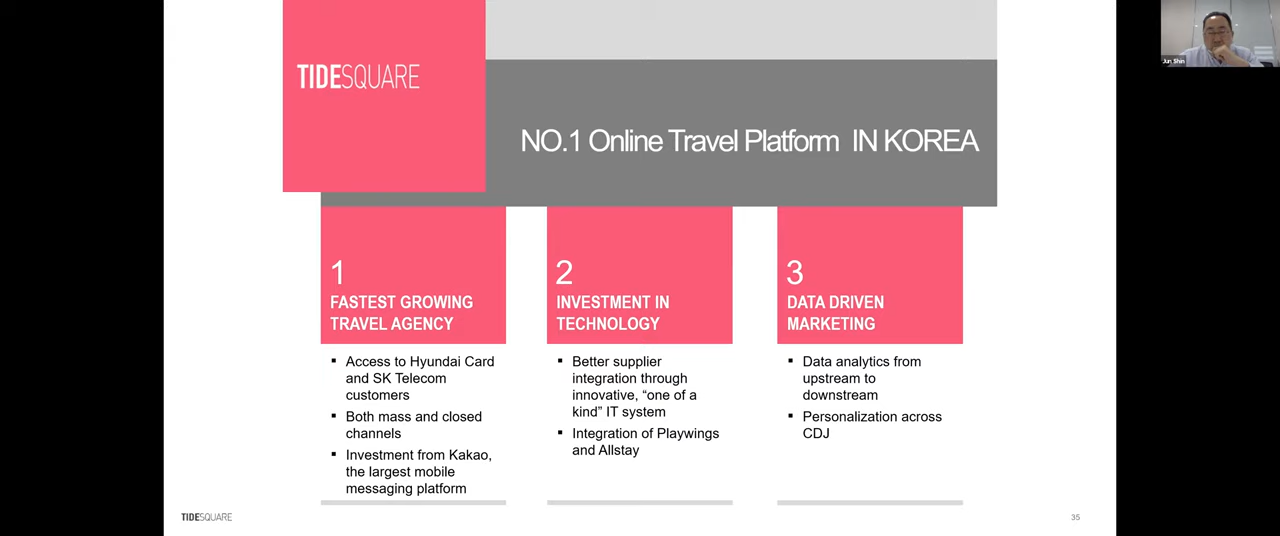 TIDESQUARE
NO.1 Online Travel Platform IN KOREA
1
FASTEST GROWING
TRAVEL AGENCY
▪ Access to Hyundai Card
and SK Telecom
customers
▪ Both mass and closed
channels
▪ Investment from Kakao,
the largest mobile
messaging platform
2
INVESTMENT IN
TECHNOLOGY
▪ Better supplier
integration through
innovative, “one of a
kind” IT system
▪ Integration of Playwings
and Allstay
3
DATA DRIVEN
MARKETING
▪ Data analytics from
upstream to
downstream
▪ Personalization across
CDJ
TIDESQUARE
35
Jun Shin